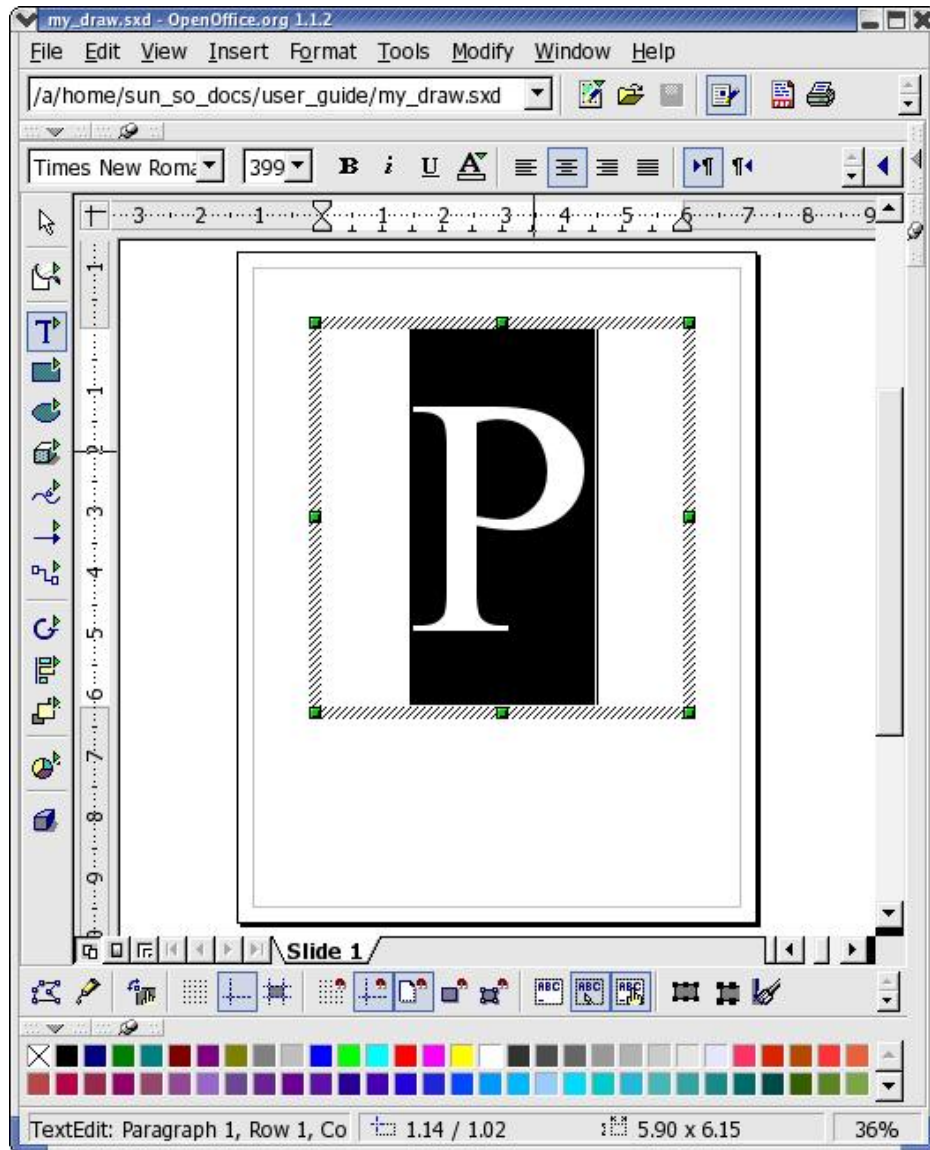 my_draw.sxd - OpenOffice.org 1.1.2
File Edit View Insert Format Tools Modify Window Help
/a/home/sun_so_docs/user_guide/my_draw.sxd
Times New Roma 399 B i U A
3 2 1 1 2 3 4 5 6 7 8 9
1
T
1
2
3
4
5
6
7
8
9
P
Slide 1
ABC ABC ABC
TextEdit: Paragraph 1, Row 1, Co 1.14 / 1.02 5.90 x 6.15 36%